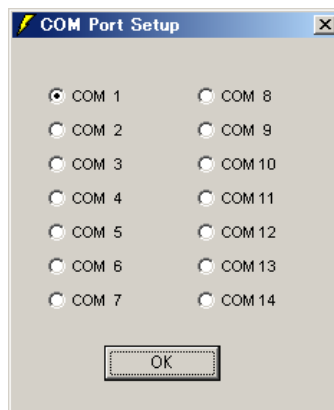 COM Port Setup
COM 1
COM 2
COM 3
COM 4
COM 5
COM 6
COM 7
COM 8
COM 9
COM 10
COM 11
COM 12
COM 13
COM 14
OK